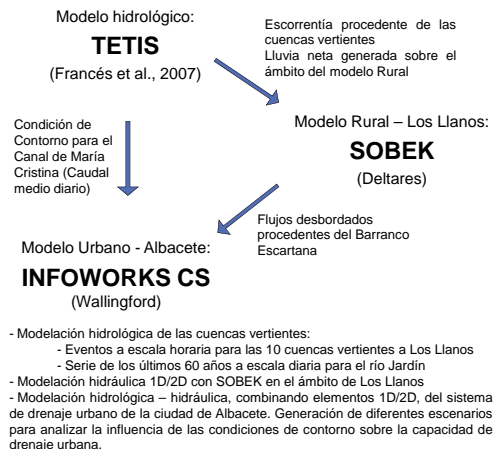 Modelo hidrológico:
TETIS
(Francés et al., 2007)
Escorrentía procedente de las
cuencas vertientes
Lluvia neta generada sobre el
ámbito del modelo Rural
Condición de
Contorno para el
Canal de María
Cristina (Caudal
medio diario)
Modelo Rural – Los Llanos:
SOBEK
(Deltares)
Flujos desbordados
procedentes del Barranco
Escartana
Modelo Urbano - Albacete:
INFOWORKS CS
(Wallingford)
- Modelación hidrológica de las cuencas vertientes:
- Eventos a escala horaria para las 10 cuencas vertientes a Los Llanos
- Serie de los últimos 60 años a escala diaria para el río Jardín
- Modelación hidráulica 1D/2D con SOBEK en el ámbito de Los Llanos
- Modelación hidrológica – hidráulica, combinando elementos 1D/2D, del sistema
de drenaje urbano de la ciudad de Albacete. Generación de diferentes escenarios
para analizar la influencia de las condiciones de contorno sobre la capacidad de
drenaje urbana.